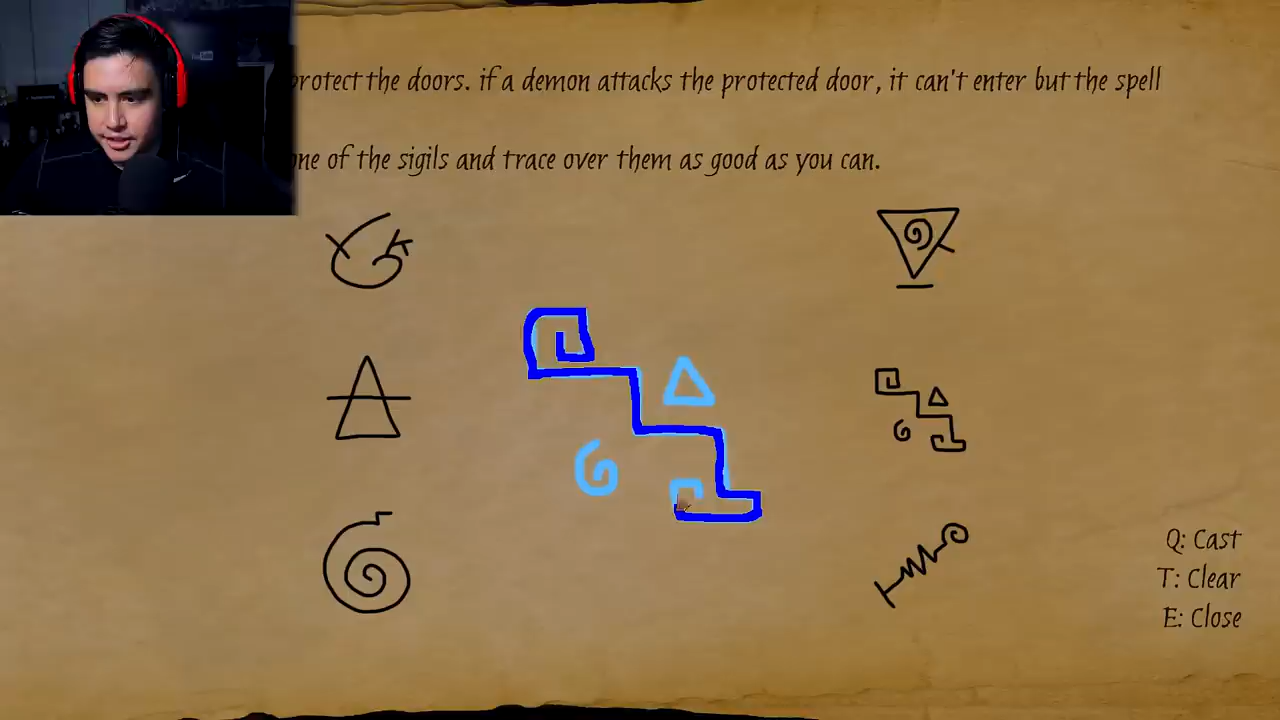 protect the doors. if a demon attacks the protected door, it can't enter but the spell
one of the sigils and trace over them as good as you can.
Q: Cast
T: Clear
E: Close